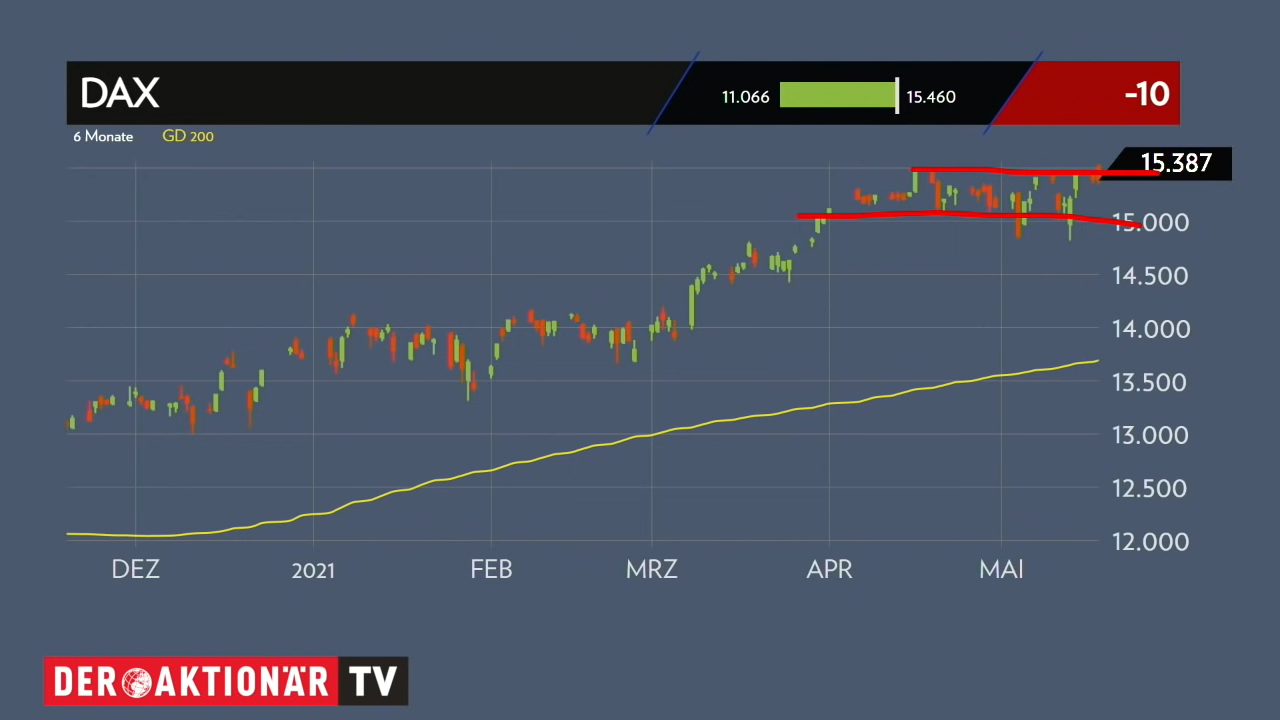 DAX
11.066 15.460
-10
6 Monate GD 200
15.387
15.000
14.500
14.000
13.500
13.000
12.500
12.000
DEZ 2021 FEB MRZ APR MAI
DER AKTIONÄR TV